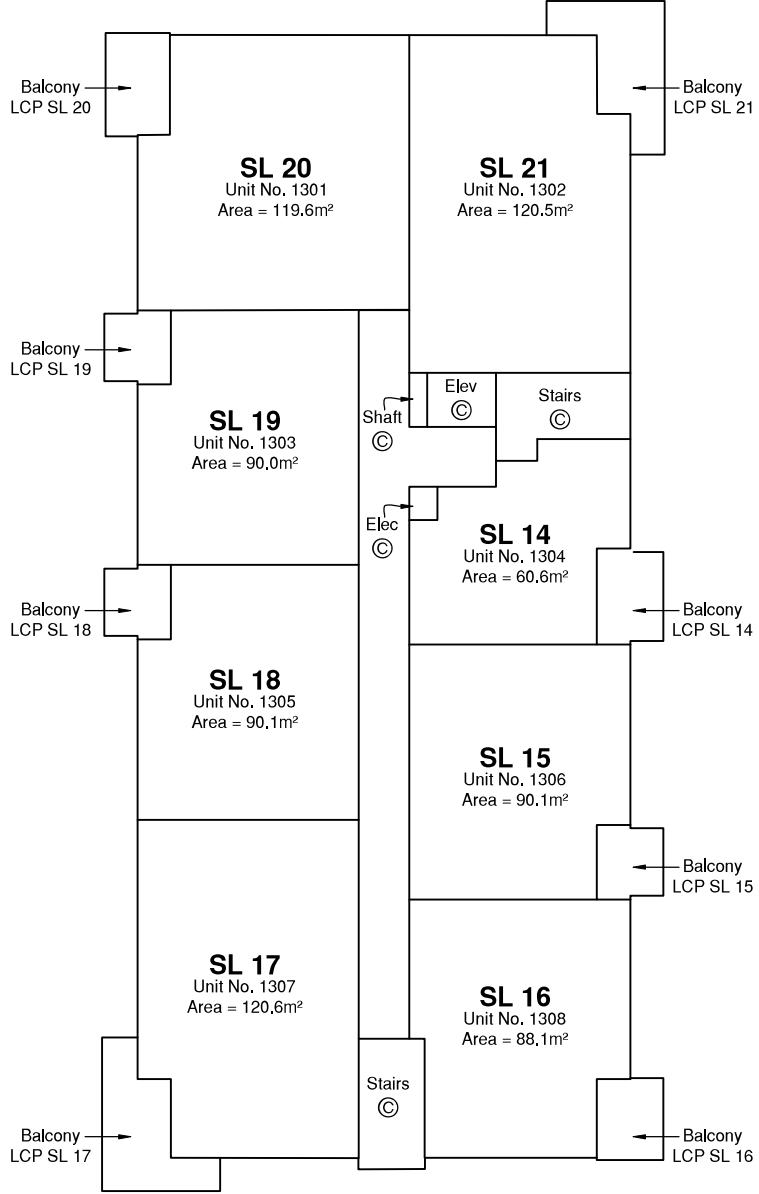 Balcony
LCP SL 20
Balcony
LCP SL 21
SL 20
Unit No. 1301
Area = 119.6m²
SL 21
Unit No. 1302
Area = 120.5m²
Balcony
LCP SL 19
SL 19
Unit No. 1303
Area = 90.0m²
Shaft
Ⓒ
Elev
Ⓒ
Stairs
Ⓒ
Elec
Ⓒ
SL 14
Unit No. 1304
Area = 60.6m²
Balcony
LCP SL 18
Balcony
LCP SL 14
SL 18
Unit No. 1305
Area = 90.1m²
SL 15
Unit No. 1306
Area = 90.1m²
Balcony
LCP SL 15
SL 17
Unit No. 1307
Area = 120.6m²
SL 16
Unit No. 1308
Area = 88.1m²
Stairs
Ⓒ
Balcony
LCP SL 17
Balcony
LCP SL 16